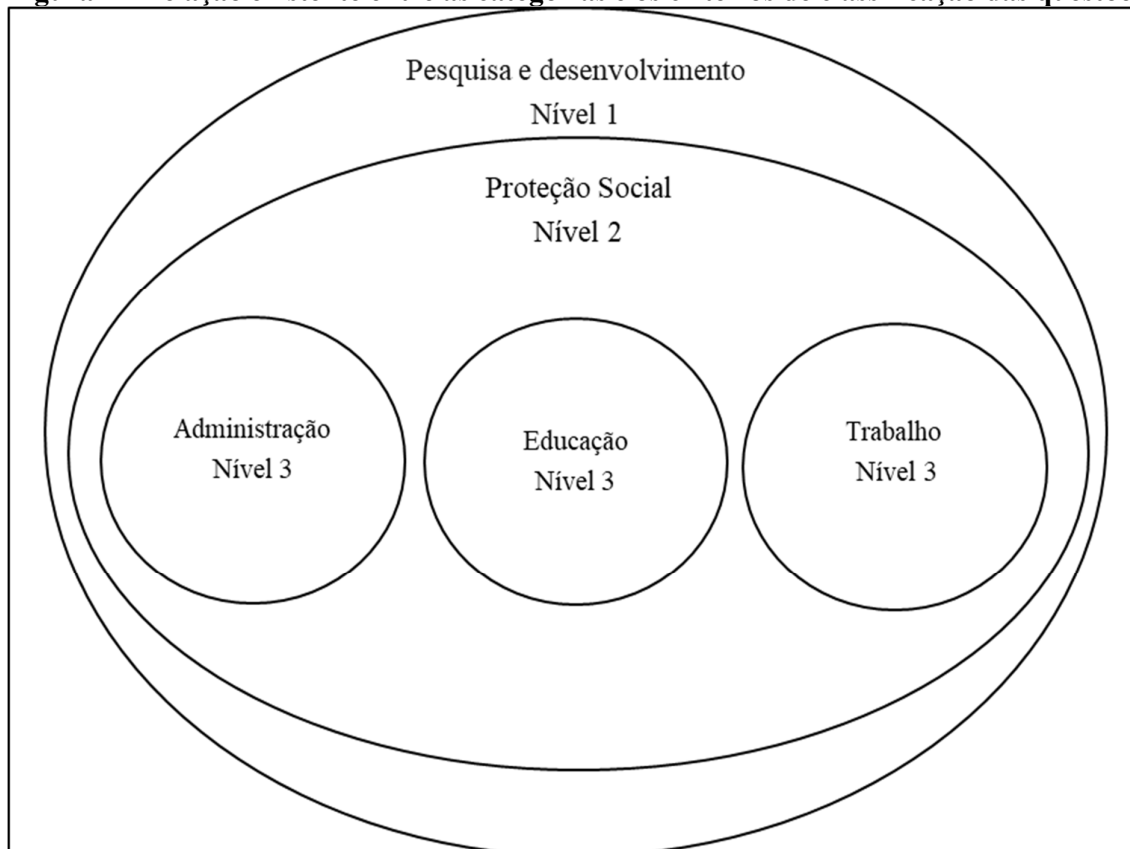 Pesquisa e desenvolvimento
Nível 1
Proteção Social
Nível 2
Administração
Nível 3
Educação
Nível 3
Trabalho
Nível 3